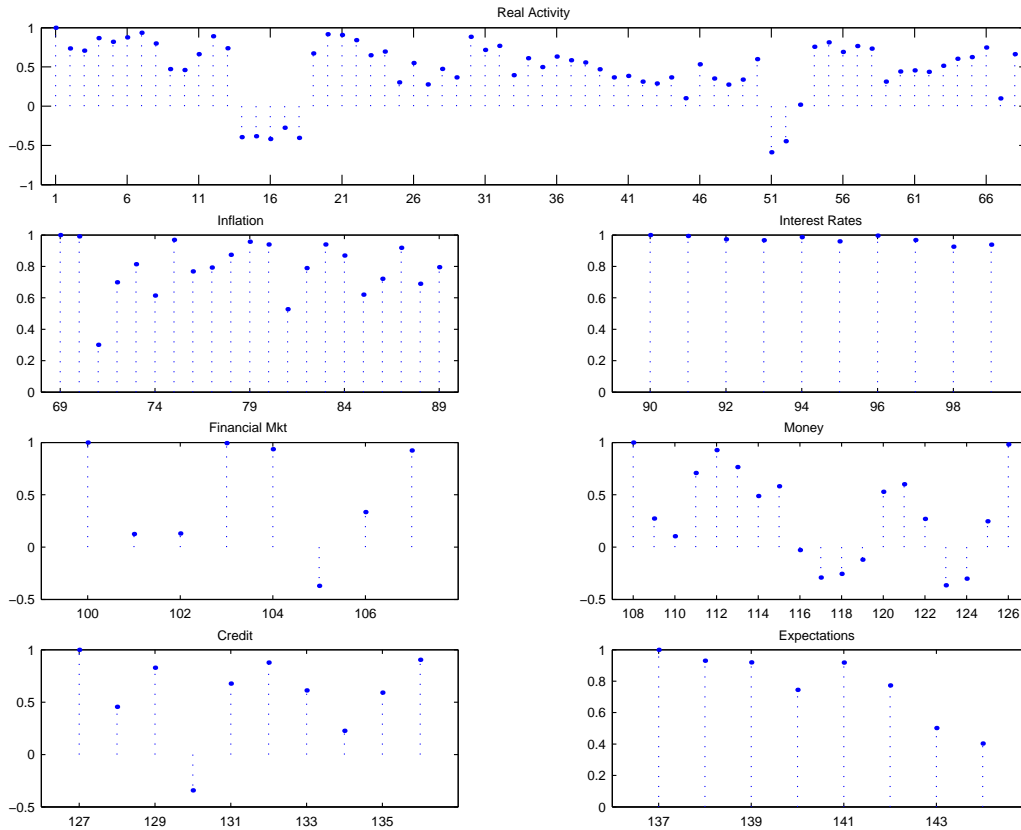 Real Activity
1
0.5
0
−0.5
−1
1 6 11 16 21 26 31 36 41 46 51 56 61 66
Inflation
1
0.8
0.6
0.4
0.2
0
69 74 79 84 89
Interest Rates
1
0.8
0.6
0.4
0.2
0
90 92 94 96 98
Financial Mkt
1
0.5
0
−0.5
100 102 104 106
Money
1
0.5
0
−0.5
108 110 112 114 116 118 120 122 124 126
Credit
1
0.5
0
−0.5
127 129 131 133 135
Expectations
1
0.8
0.6
0.4
0.2
0
137 139 141 143